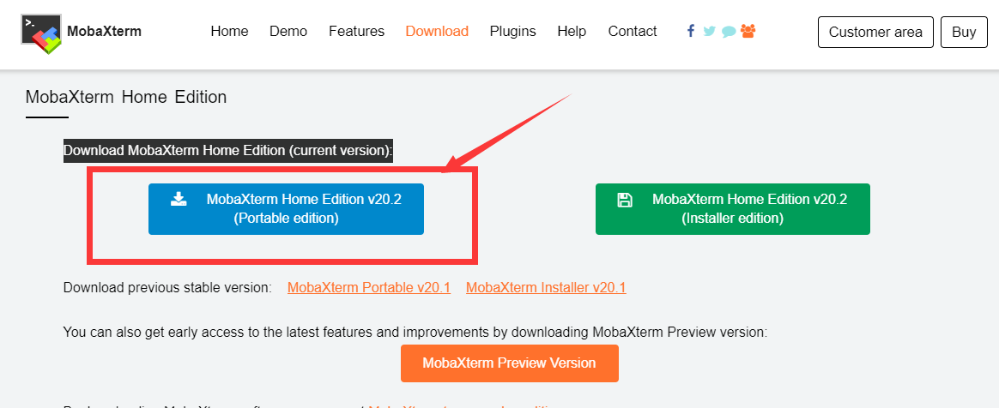 MobaXterm
Home Demo Features Download Plugins Help Contact
Customer area Buy
MobaXterm Home Edition
Download MobaXterm Home Edition (current version):
MobaXterm Home Edition v20.2
(Portable edition)
MobaXterm Home Edition v20.2
(Installer edition)
Download previous stable version: MobaXterm Portable v20.1 MobaXterm Installer v20.1
You can also get early access to the latest features and improvements by downloading MobaXterm Preview version:
MobaXterm Preview Version